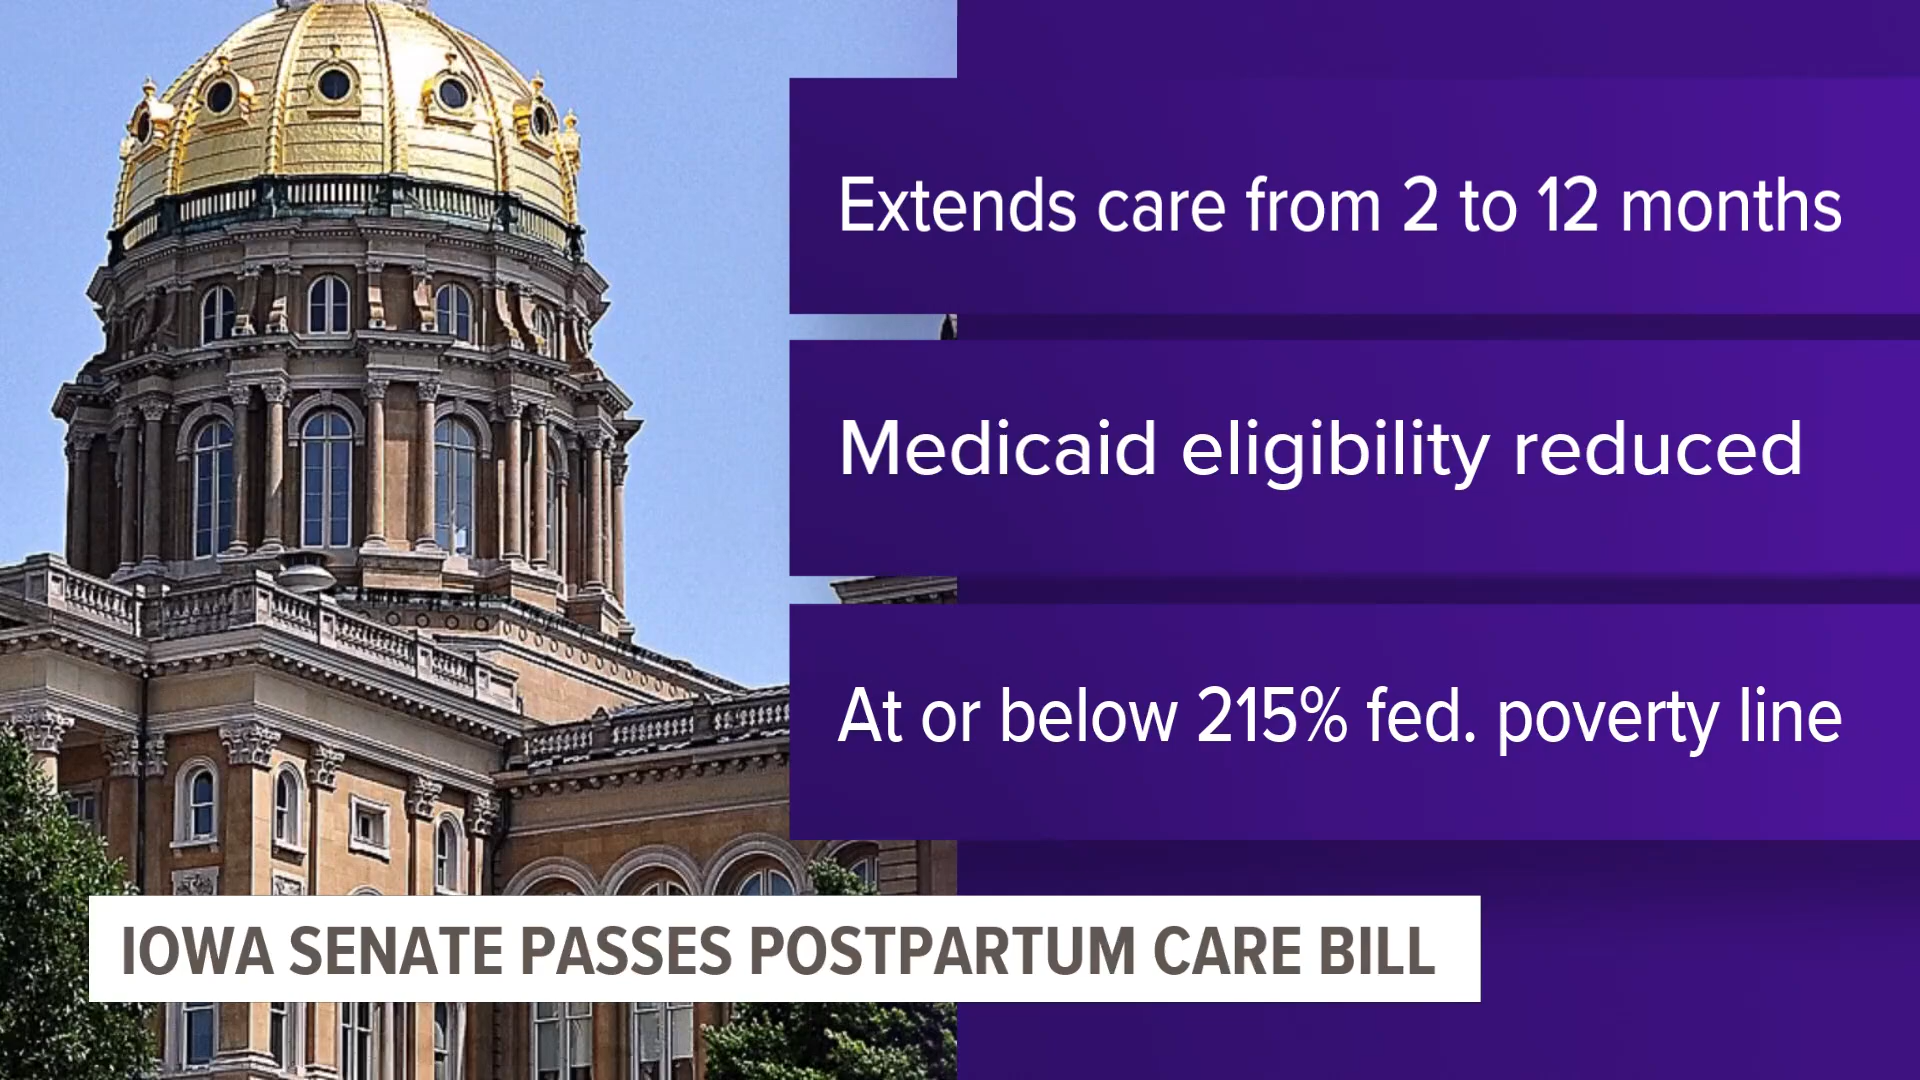 Extends care from 2 to 12 months
Medicaid eligibility reduced
At or below 215% fed. poverty line
IOWA SENATE PASSES POSTPARTUM CARE BILL